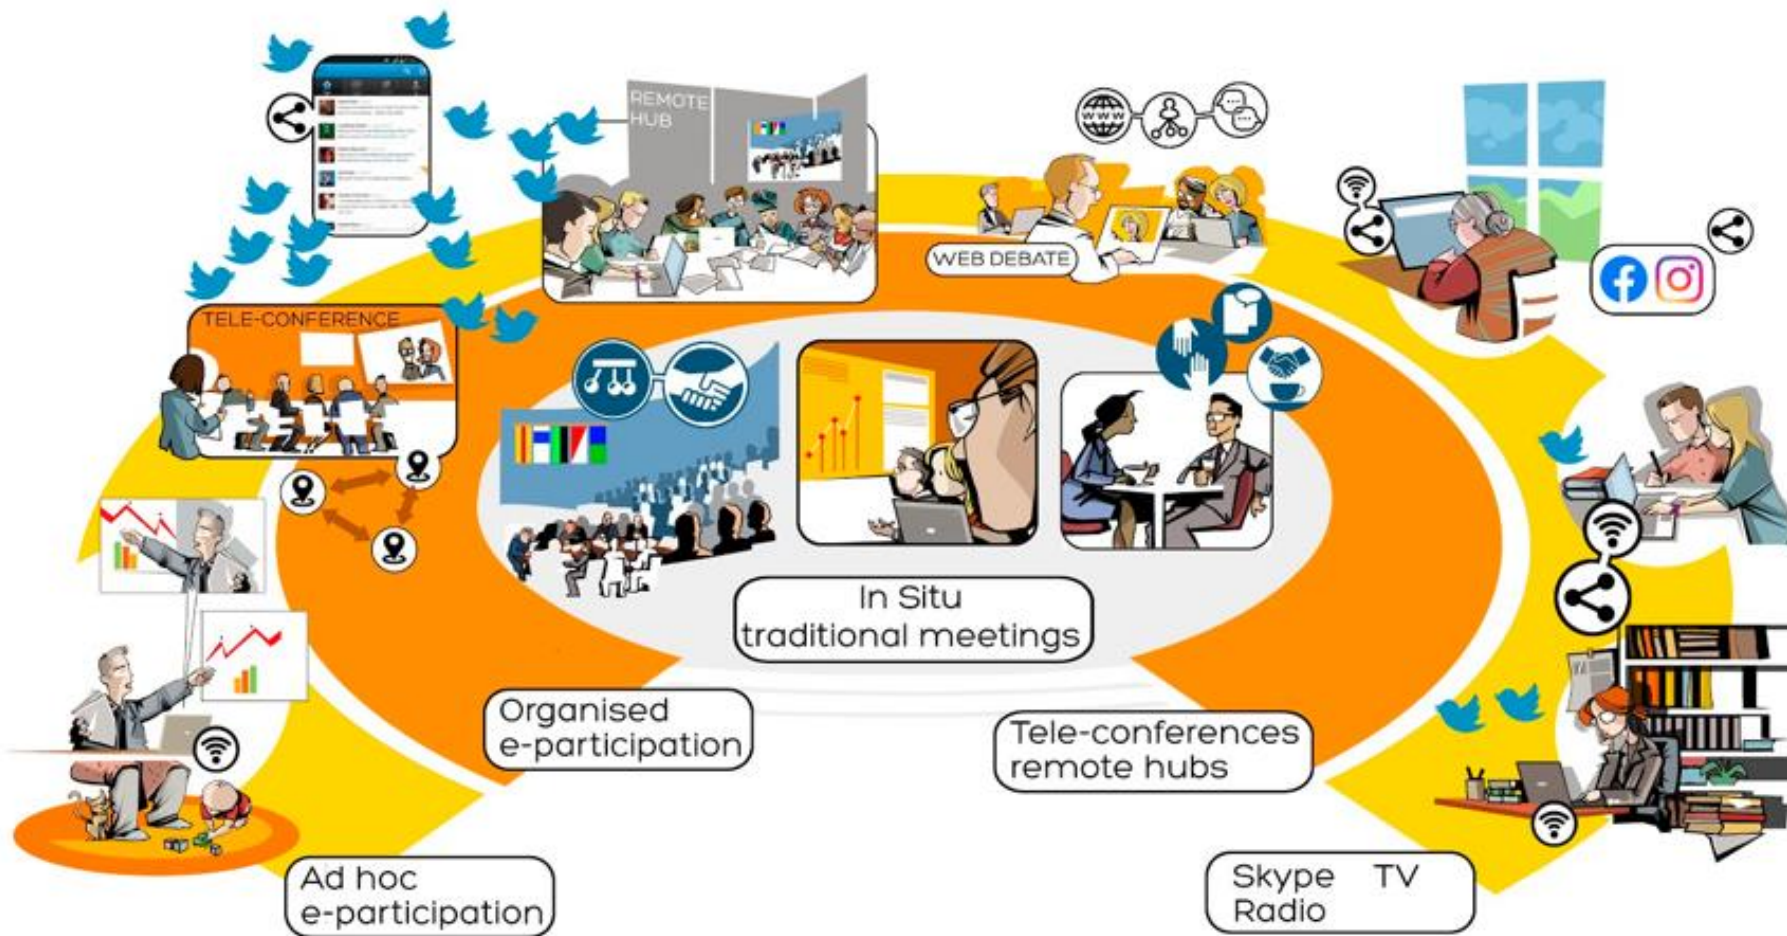 REMOTE
HUB
WWW
WEB DEBATE
TELE-CONFERENCE
In Situ
traditional meetings
Organised
e-participation
Tele-conferences
remote hubs
Ad hoc
e-participation
Skype TV
Radio